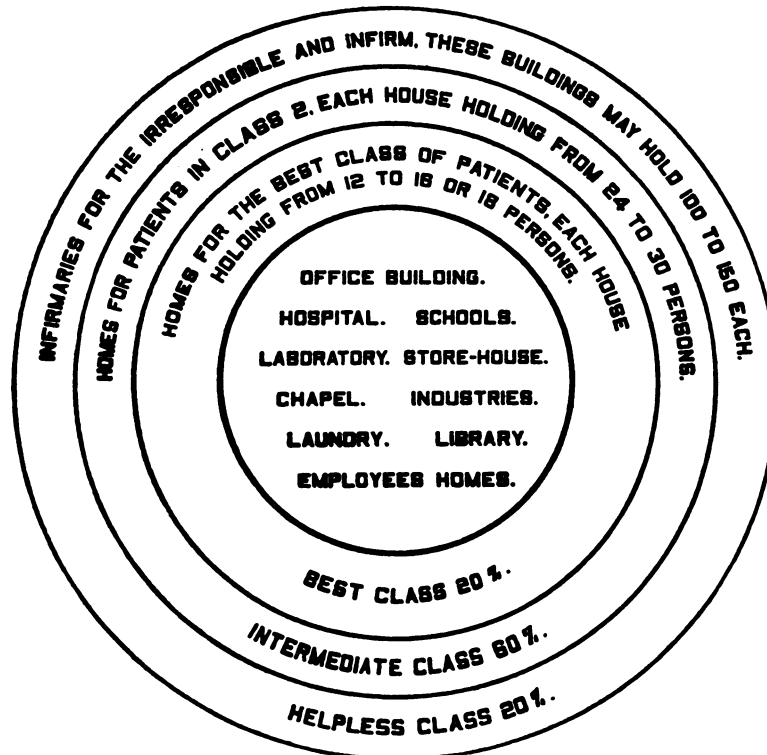 INFIRMARIES FOR THE IRRESPONSIBLE AND INFIRM. THESE BUILDINGS MAY HOLD 100 TO 150 EACH.
HOMES FOR PATIENTS IN CLASS 2. EACH HOUSE HOLDING FROM 24 TO 30 PERSONS.
HOMES FOR THE BEST CLASS OF PATIENTS, EACH HOUSE
HOLDING FROM 12 TO 16 OR 18 PERSONS.
OFFICE BUILDING.
HOSPITAL. SCHOOLS.
LABORATORY. STORE-HOUSE.
CHAPEL. INDUSTRIES.
LAUNDRY. LIBRARY.
EMPLOYEES HOMES.
BEST CLASS 20%.
INTERMEDIATE CLASS 60%.
HELPLESS CLASS 20%.